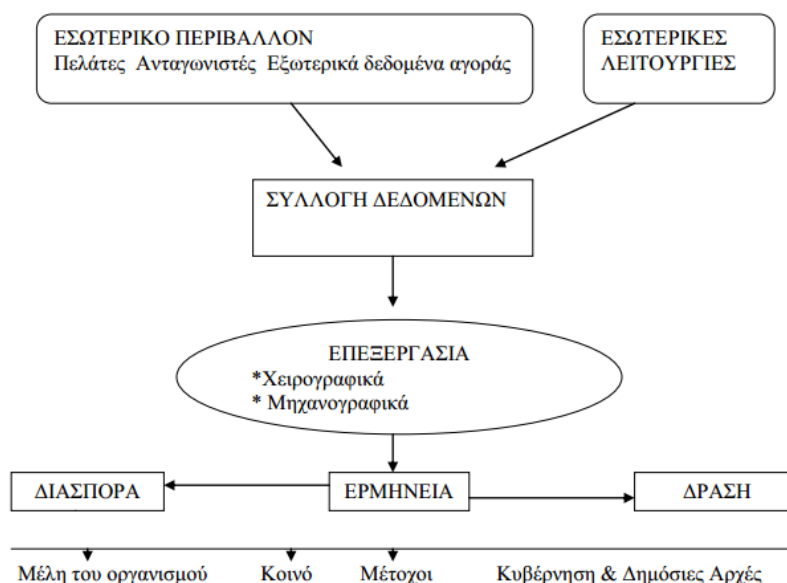 ΕΣΩΤΕΡΙΚΟ ΠΕΡΙΒΑΛΛΟΝ
Πελάτες Ανταγωνιστές Εξωτερικά δεδομένα αγοράς
ΕΣΩΤΕΡΙΚΕΣ
ΛΕΙΤΟΥΡΓΙΕΣ
ΣΥΛΛΟΓΗ ΔΕΔΟΜΕΝΩΝ
ΕΠΕΞΕΡΓΑΣΙΑ
*Χειρογραφικά
* Μηχανογραφικά
ΔΙΑΣΠΟΡΑ
ΕΡΜΗΝΕΙΑ
ΔΡΑΣΗ
Μέλη του οργανισμού Κοινό Μέτοχοι Κυβέρνηση & Δημόσιες Αρχές